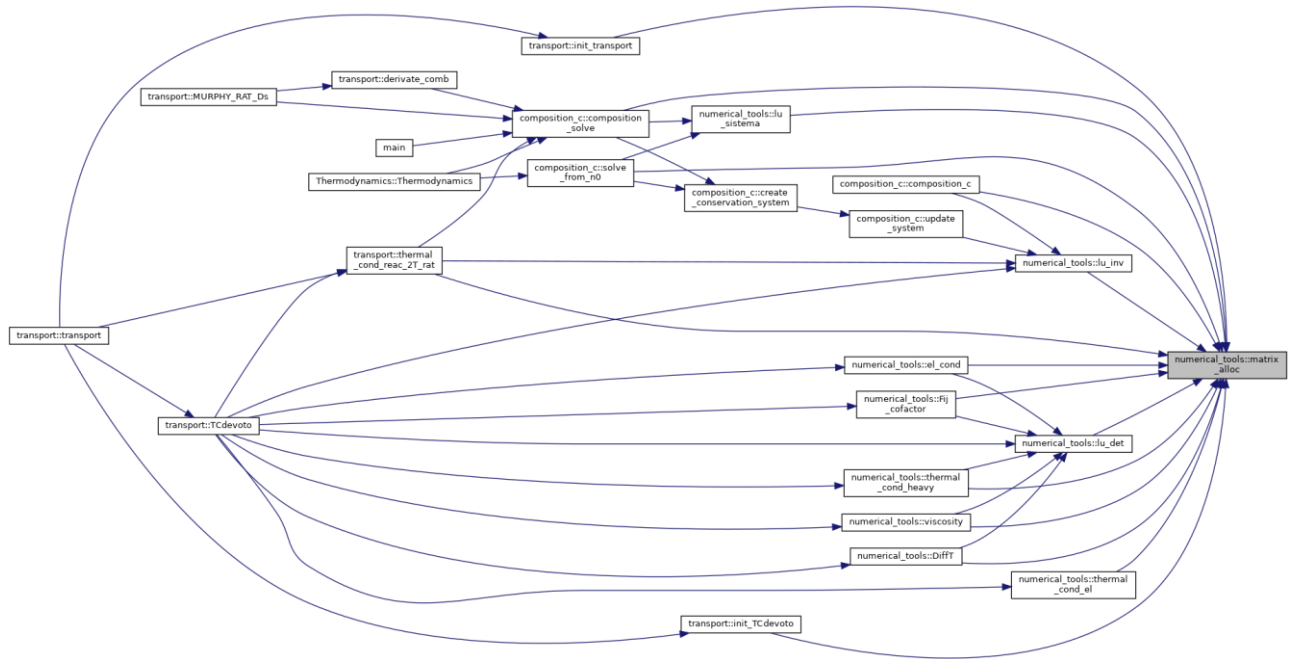 transport::init_transport
transport::derivate_comb
transport::MURPHY_RAT_Ds
composition_c::composition
_solve
numerical_tools::lu
_sistema
main
composition_c::solve
_from_n0
Thermodynamics::Thermodynamics
composition_c::create
_conservation_system
composition_c::composition_c
composition_c::update
_system
transport::thermal
_cond_reac_2T_rat
numerical_tools::lu_inv
transport::transport
numerical_tools::matrix
_alloc
numerical_tools::el_cond
numerical_tools::Fij
_cofactor
transport::TCdevoto
numerical_tools::lu_det
numerical_tools::thermal
_cond_heavy
numerical_tools::viscosity
numerical_tools::DiffT
numerical_tools::thermal
_cond_el
transport::init_TCdevoto